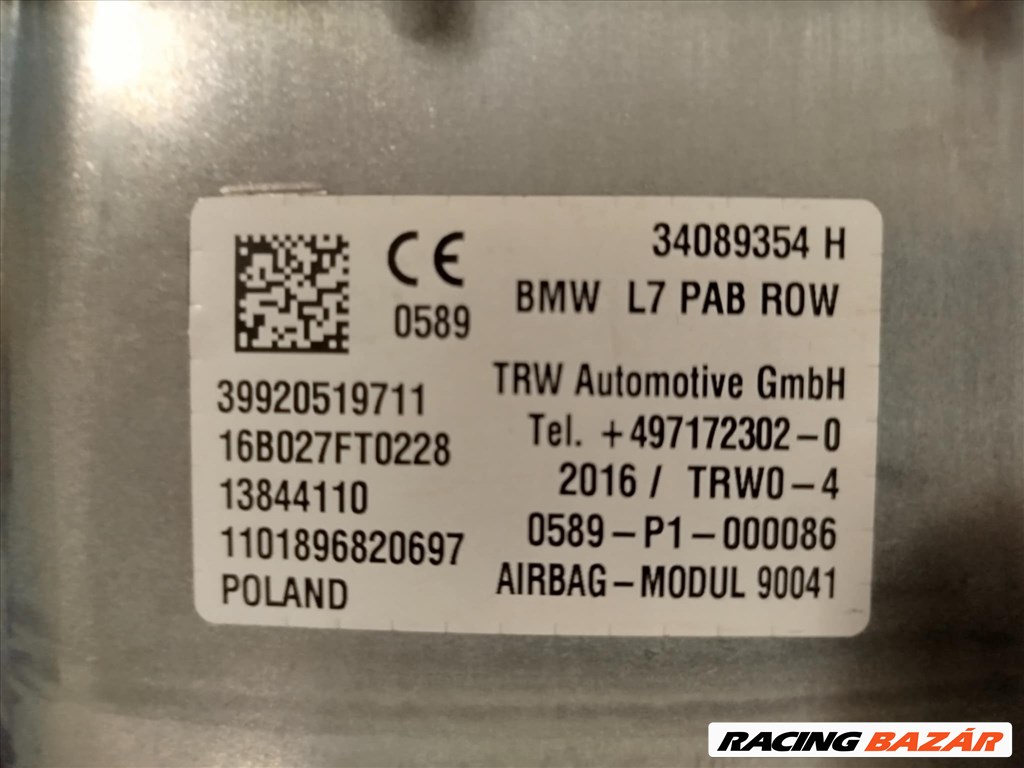 34089354 H
CE
BMW L7 PAB ROW
0589
39920519711
16B027FT0228
13844110
1101896820697
POLAND
TRW Automotive GmbH
Tel. +497172302-0
2016 / TRW0-4
0589-P1-000086
AIRBAG-MODUL 90041
RACING BAZÁR